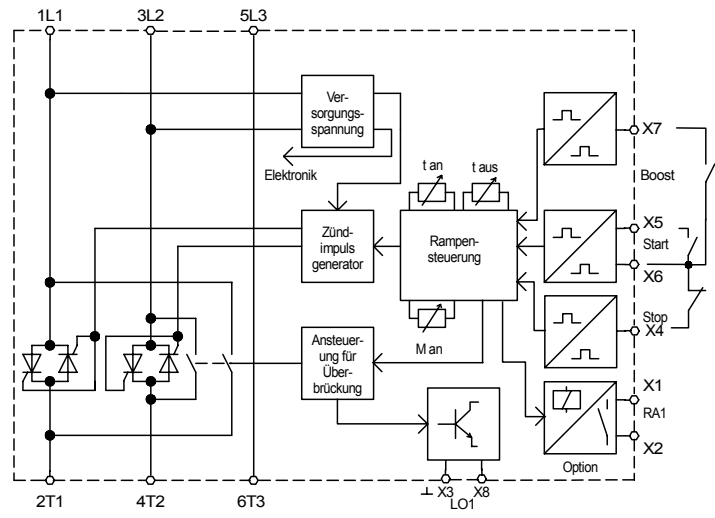 1L1 3L2 5L3
Ver-
sorgungs-
spannung
Elektronik
t an t aus
X7
Boost
Zünd-
impuls
generator
Rampen-
steuerung
X5
Start
X6
M an
Stop
X4
Ansteuer-
ung für
Über-
brückung
X1
RA1
X2
Option
2T1 4T2 6T3
⊥ X3 X8
LO1